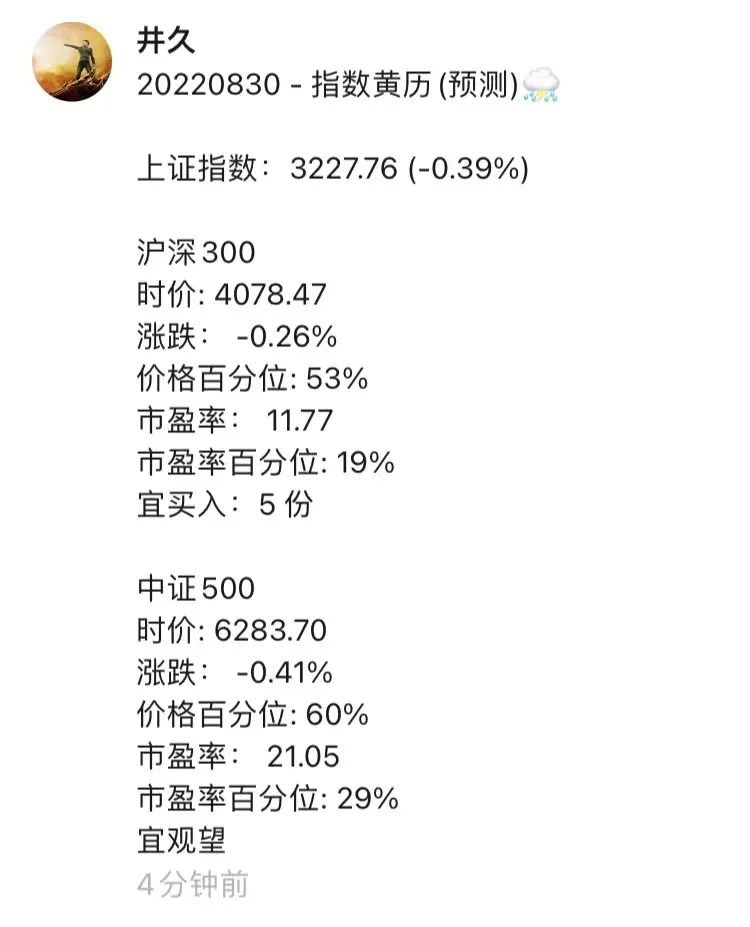 井久
20220830 - 指数黄历(预测)🌧️
上证指数：3227.76 (-0.39%)
沪深300
时价: 4078.47
涨跌： -0.26%
价格百分位: 53%
市盈率： 11.77
市盈率百分位: 19%
宜买入：5 份
中证500
时价: 6283.70
涨跌： -0.41%
价格百分位: 60%
市盈率： 21.05
市盈率百分位: 29%
宜观望
4分钟前